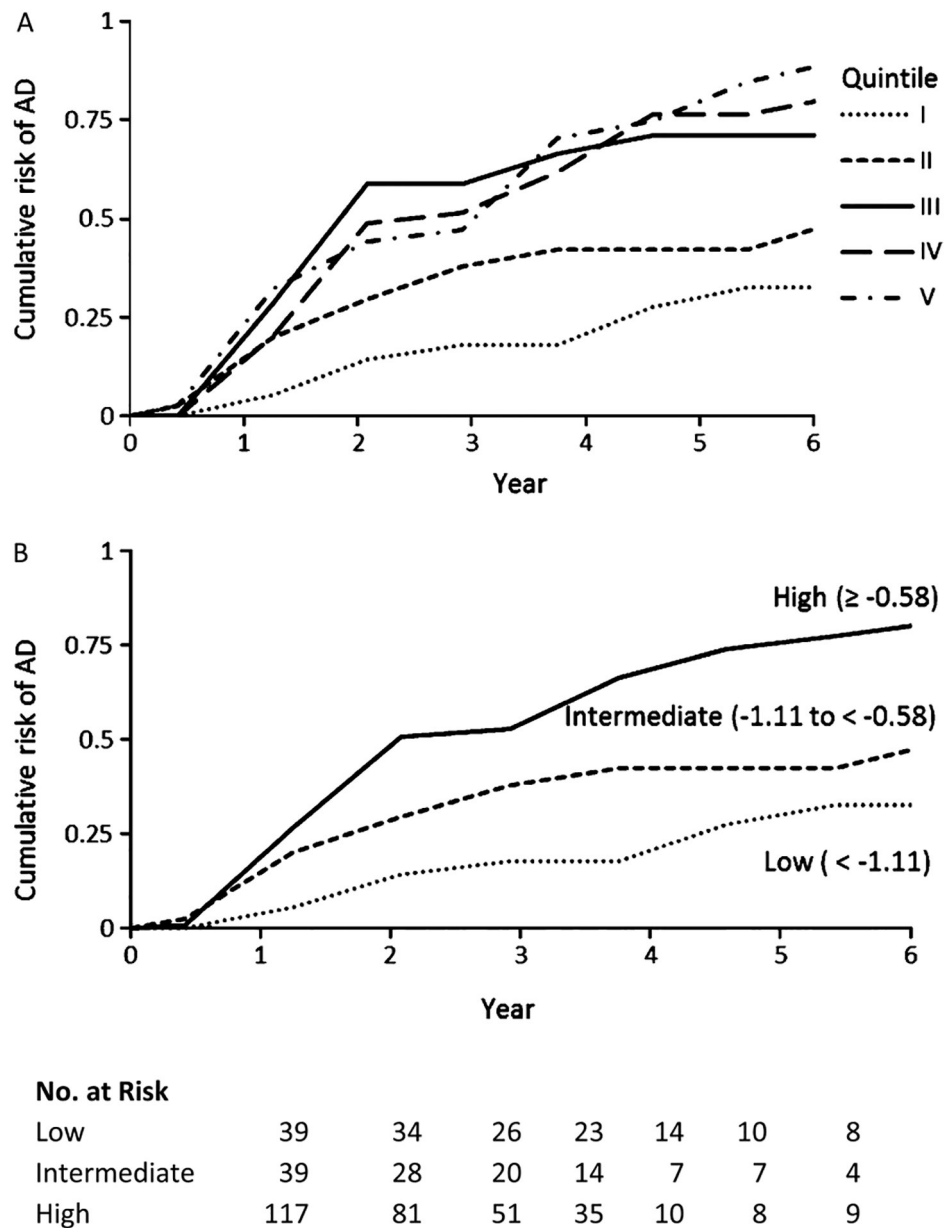 A
Cumulative risk of AD
1
0.75
0.5
0.25
0
0 1 2 3 4 5 6
Year
Quintile
I
II
III
IV
V
B
Cumulative risk of AD
1
0.75
0.5
0.25
0
High (≥ -0.58)
Intermediate (-1.11 to < -0.58)
Low ( < -1.11)
0 1 2 3 4 5 6
Year
No. at Risk
Low 39 34 26 23 14 10 8
Intermediate 39 28 20 14 7 7 4
High 117 81 51 35 10 8 9